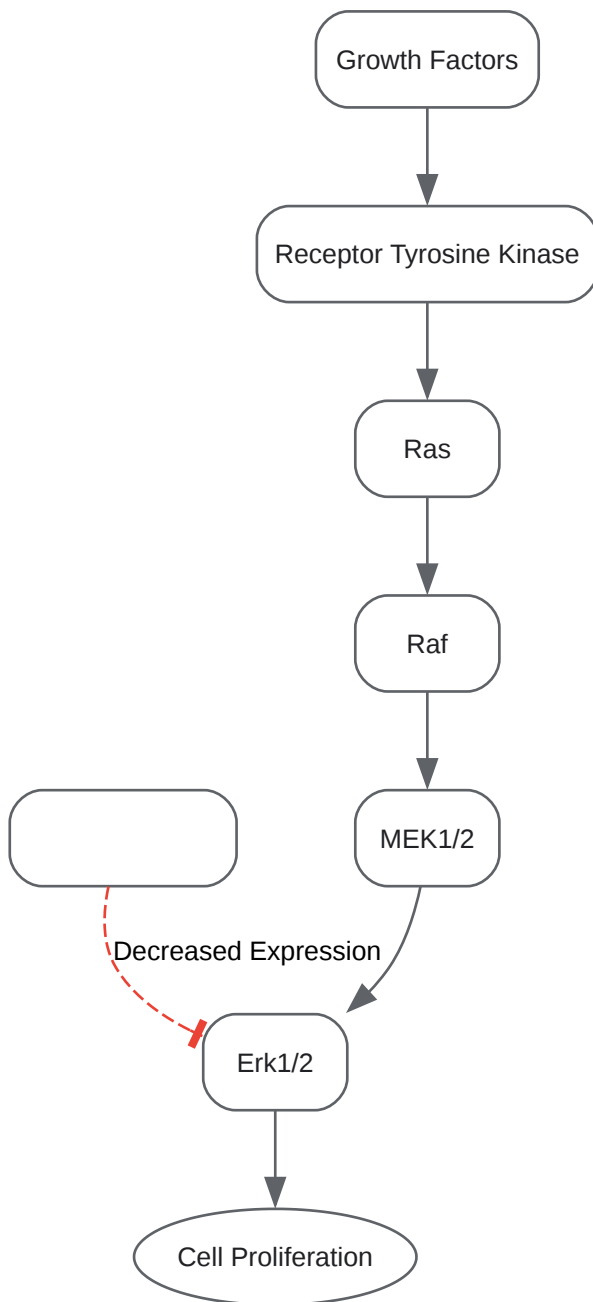 Growth Factors
Receptor Tyrosine Kinase
Ras
Raf
MEK1/2
Decreased Expression
Erk1/2
Cell Proliferation